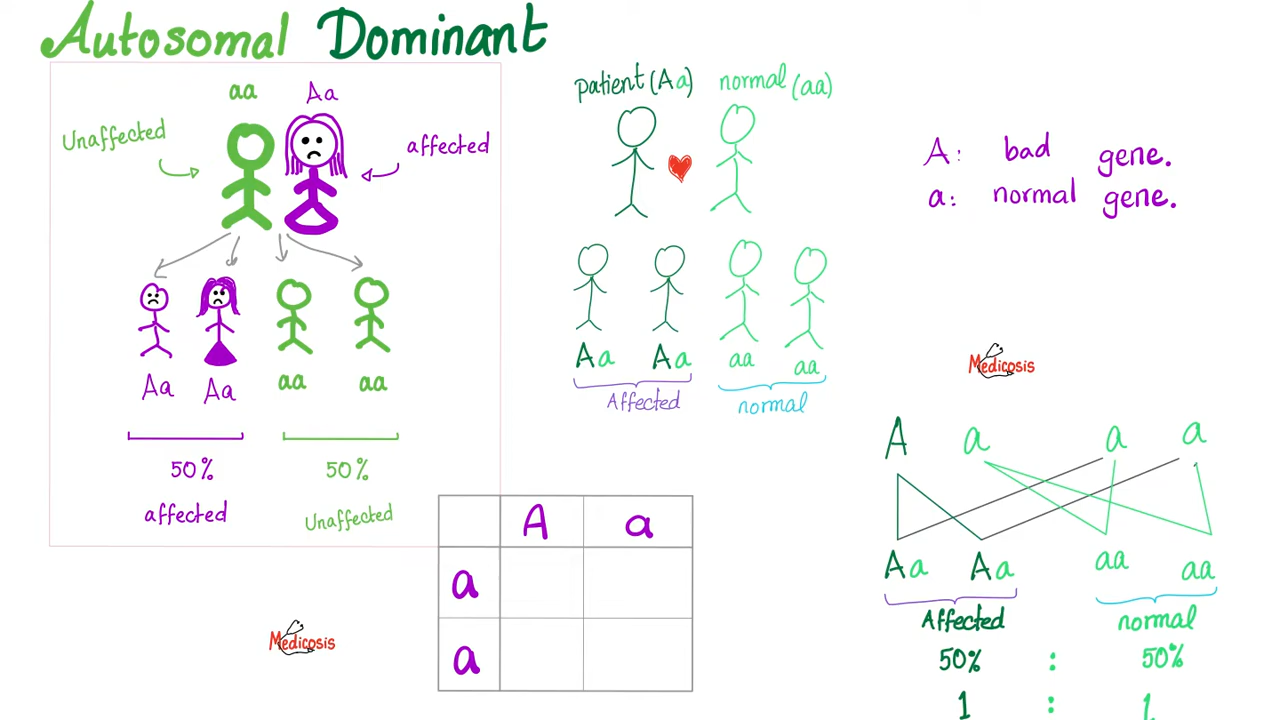 Autosomal Dominant
aa Aa
Unaffected
affected
Aa Aa aa aa
50% 50%
affected Unaffected
patient (Aa) normal (aa)
Aa Aa aa aa
Affected normal
A: bad gene.
a: normal gene.
Medicosis
A a
a
a
Medicosis
A a a a
Aa Aa aa aa
Affected normal
50% : 50%
1 : 1